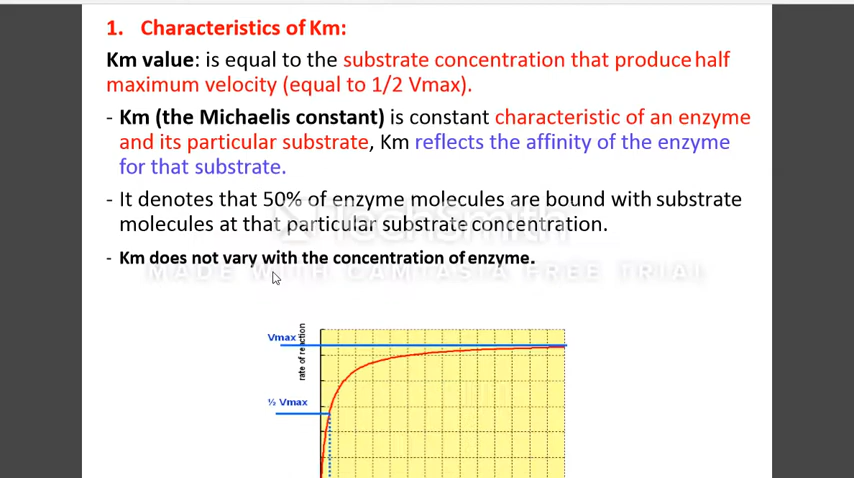 1. Characteristics of Km:
Km value: is equal to the substrate concentration that produce half
maximum velocity (equal to 1/2 Vmax).
- Km (the Michaelis constant) is constant characteristic of an enzyme
and its particular substrate, Km reflects the affinity of the enzyme
for that substrate.
- It denotes that 50% of enzyme molecules are bound with substrate
molecules at that particular substrate concentration.
TechSmith
- Km does not vary with the concentration of enzyme.
MADE WITH CAMTASIA FREE TRIAL
Vmax
rate of reaction
½ Vmax